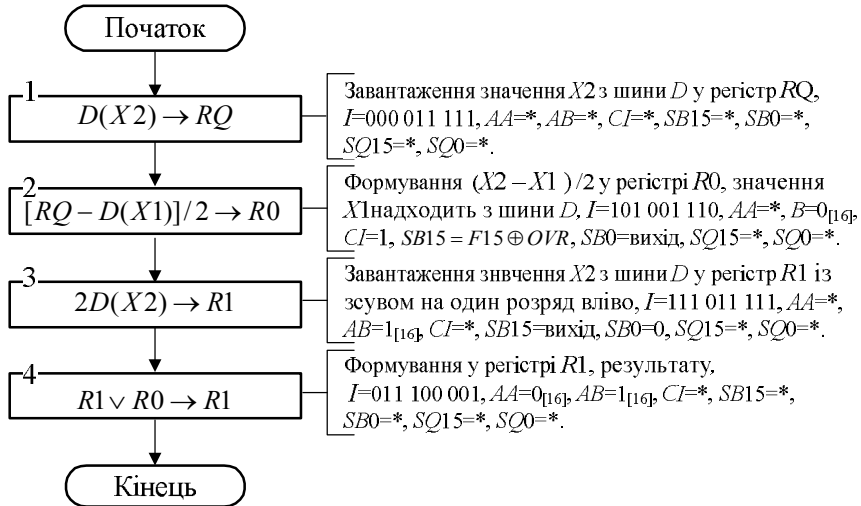 Початок
1
D(X2) → RQ
Завантаження значення X2 з шини D у регістр RQ,
I=000 011 111, AA=*, AB=*, CI=*, SB15=*, SB0=*,
SQ15=*, SQ0=*.
2
[RQ − D(X1)]/2 → R0
Формування (X2 − X1 )/2 у регістрі R0, значення
X1надходить з шини D, I=101 001 110, AA=*, B=0[16],
CI=1, SB15 = F15 ⊕ OVR, SB0=вихід, SQ15=*, SQ0=*.
3
2D(X2) → R1
Завантаження знвчення X2 з шини D у регістр R1 із
зсувом на один розряд вліво, I=111 011 111, AA=*,
AB=1[16], CI=*, SB15=вихід, SB0=0, SQ15=*, SQ0=*.
4
R1 ∨ R0 → R1
Формування у регістрі R1, результату,
I=011 100 001, AA=0[16], AB=1[16], CI=*, SB15=*,
SB0=*, SQ15=*, SQ0=*.
Кінець